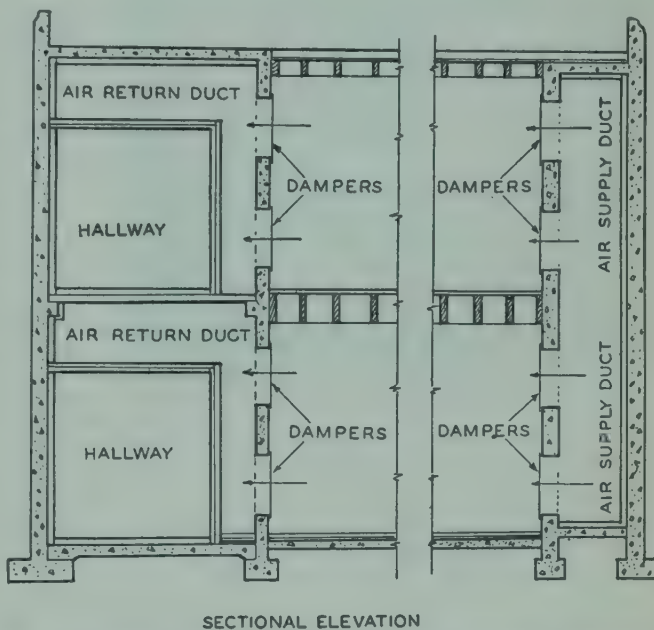 AIR RETURN DUCT
DAMPERS
DAMPERS
AIR SUPPLY DUCT
HALLWAY
AIR RETURN DUCT
DAMPERS
DAMPERS
AIR SUPPLY DUCT
HALLWAY
SECTIONAL ELEVATION